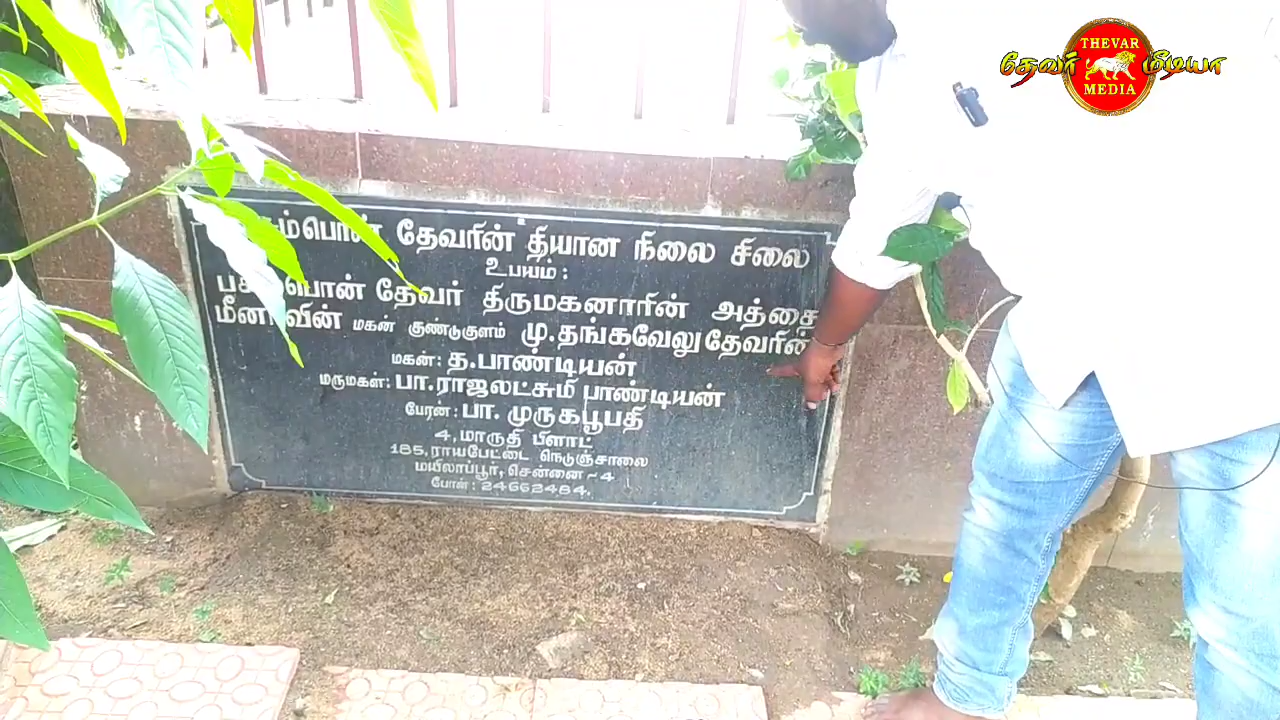 தேவர் THEVAR MEDIA மீடியா
தேவரின் தியான நிலை சிலை
உபயம் :
தேவர் திருமகனாரின் அத்தை
மகன் குண்டுகுளம் மு.தங்கவேலு தேவரின்
மகன் : த.பாண்டியன்
மருமகள் : பா.ராஜலட்சுமி பாண்டியன்
பேரன் : பா. முருகபூபதி
4, மாருதி பிளாட்
185, ராயபேட்டை நெடுஞ்சாலை
மயிலாப்பூர், சென்னை - 4
போன் : 24662484.